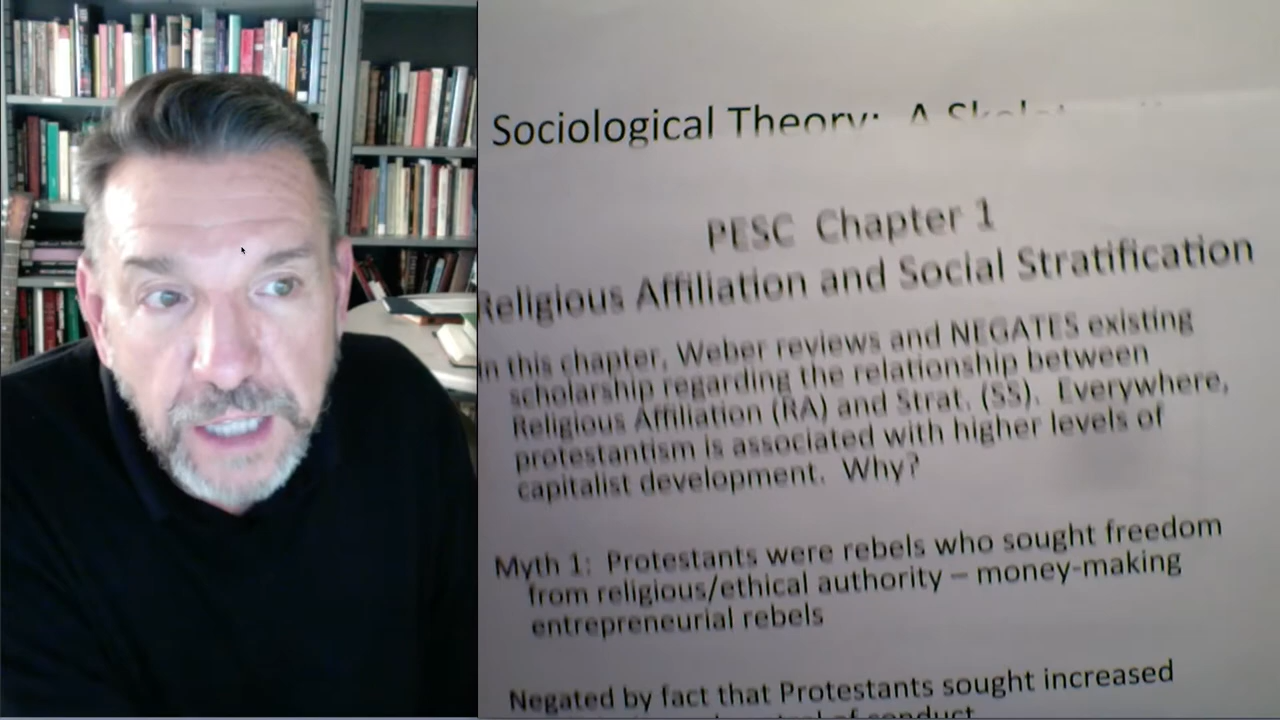 Sociological Theory: A
PESC Chapter 1
Religious Affiliation and Social Stratification
In this chapter, Weber reviews and NEGATES existing
scholarship regarding the relationship between
Religious Affiliation (RA) and Strat. (SS). Everywhere,
protestantism is associated with higher levels of
capitalist development. Why?
Myth 1: Protestants were rebels who sought freedom
from religious/ethical authority – money-making
entrepreneurial rebels
Negated by fact that Protestants sought increased
of conduct